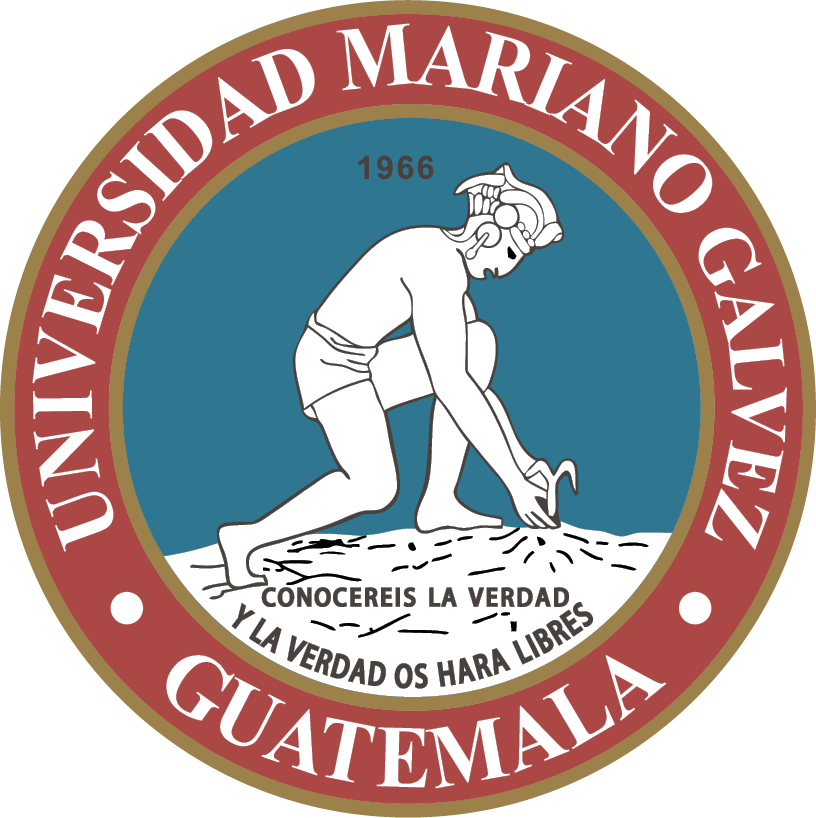 UNIVERSIDAD MARIANO GALVEZ
1966
CONOCEREIS LA VERDAD
Y LA VERDAD OS HARA LIBRES
GUATEMALA